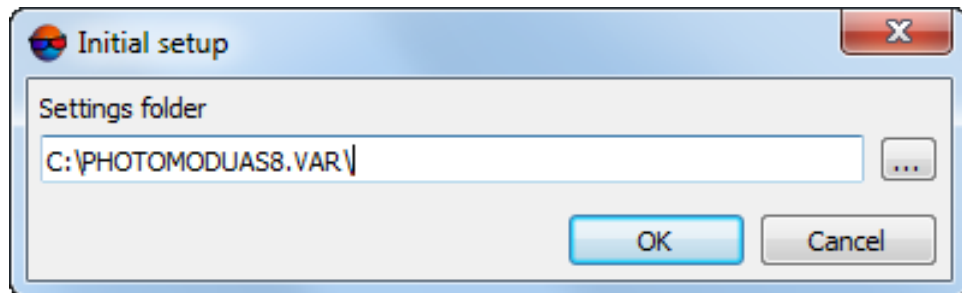 Initial setup
Settings folder
C:\PHOTOMODUAS8.VAR\
...
OK Cancel